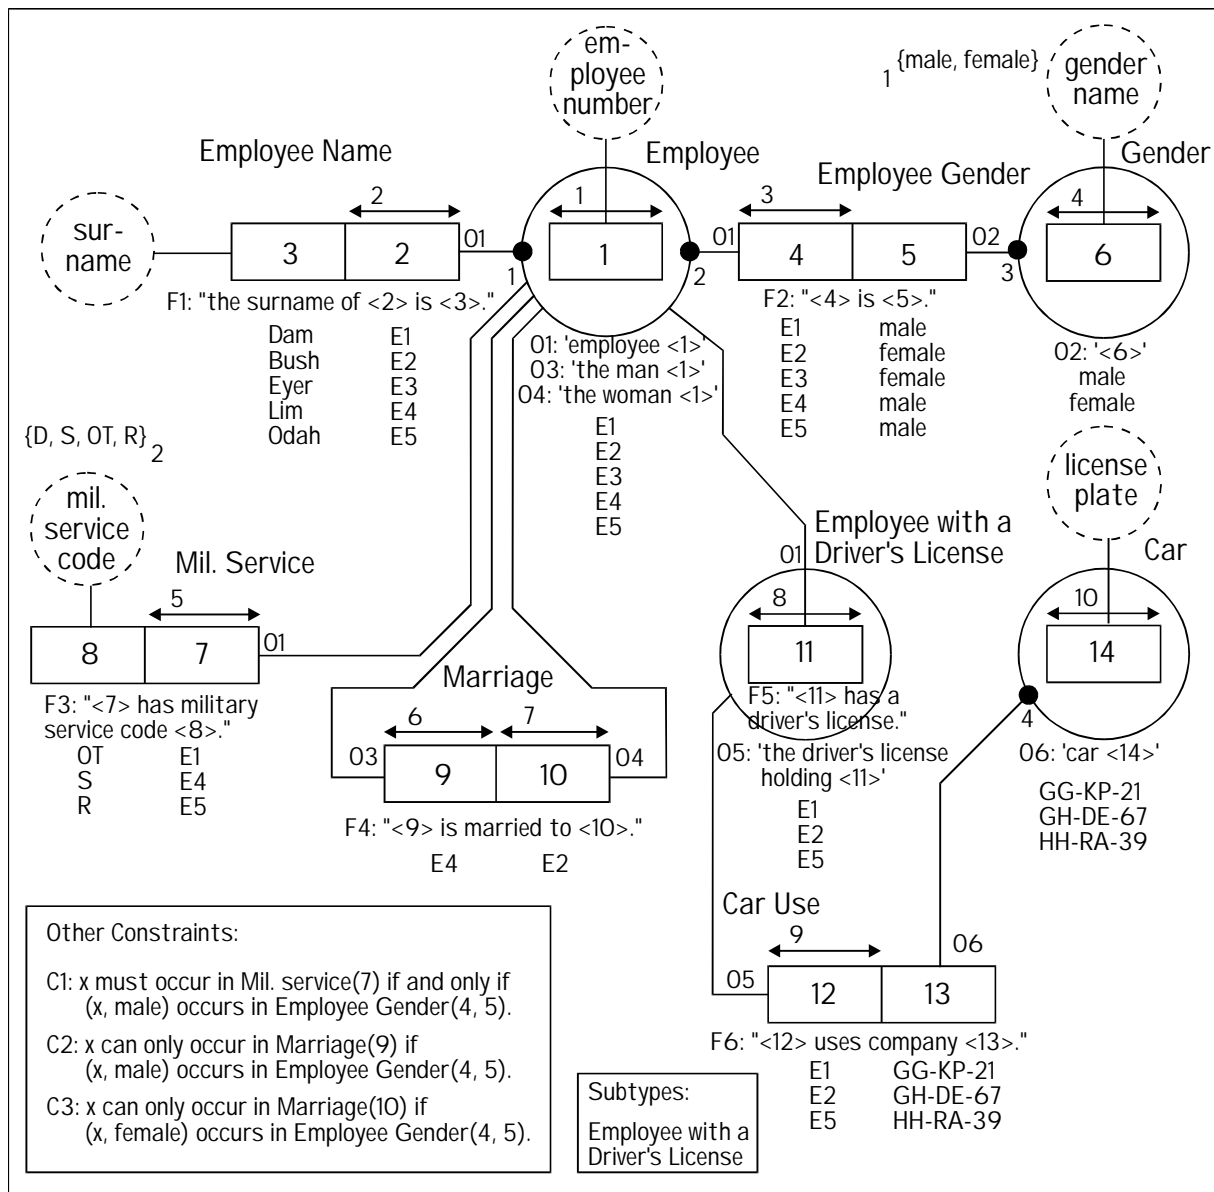 em-
ployee
number
1 {male, female}
gender
name
Employee Name
Employee
Employee Gender
Gender
sur-
name
2
1
3
4
3 2 O1
1
O1 4 5 O2
6
1
2
3
F1: "the surname of <2> is <3>."
Dam E1
Bush E2
Eyer E3
Lim E4
Odah E5
O1: 'employee <1>'
O3: 'the man <1>'
O4: 'the woman <1>'
E1
E2
E3
E4
E5
F2: "<4> is <5>."
E1 male
E2 female
E3 female
E4 male
E5 male
O2: '<6>'
male
female
{D, S, OT, R} 2
mil.
service
code
Mil. Service
5
8 7 O1
F3: "<7> has military
service code <8>."
OT E1
S E4
R E5
Marriage
6 7
O3 9 10 O4
F4: "<9> is married to <10>."
E4 E2
Employee with a
Driver's License
O1
8
11
F5: "<11> has a
driver's license."
O5: 'the driver's license
holding <11>'
E1
E2
E5
license
plate
Car
10
14
4
O6: 'car <14>'
GG-KP-21
GH-DE-67
HH-RA-39
Car Use
9
O6
O5 12 13
F6: "<12> uses company <13>."
E1 GG-KP-21
E2 GH-DE-67
E5 HH-RA-39
Other Constraints:
C1: x must occur in Mil. service(7) if and only if
(x, male) occurs in Employee Gender(4, 5).
C2: x can only occur in Marriage(9) if
(x, male) occurs in Employee Gender(4, 5).
C3: x can only occur in Marriage(10) if
(x, female) occurs in Employee Gender(4, 5).
Subtypes:
Employee with a
Driver's License